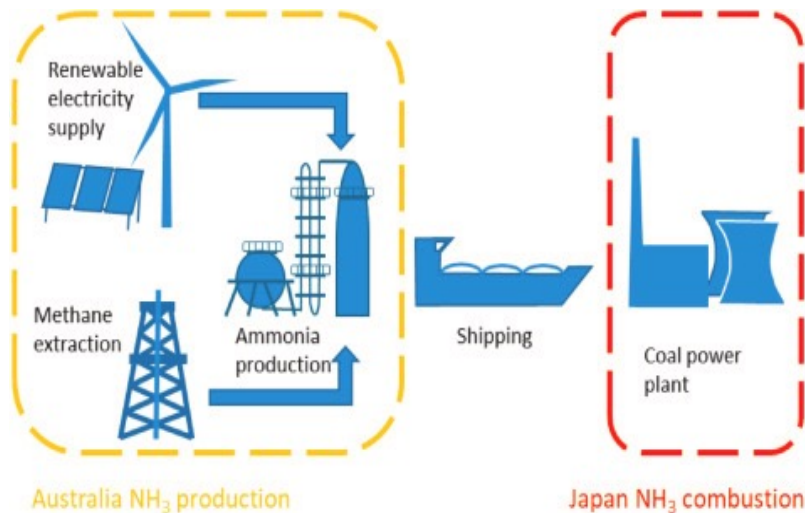 Renewable
electricity
supply
Methane
extraction
Ammonia
production
Shipping
Coal power
plant
Australia NH₃ production
Japan NH₃ combustion